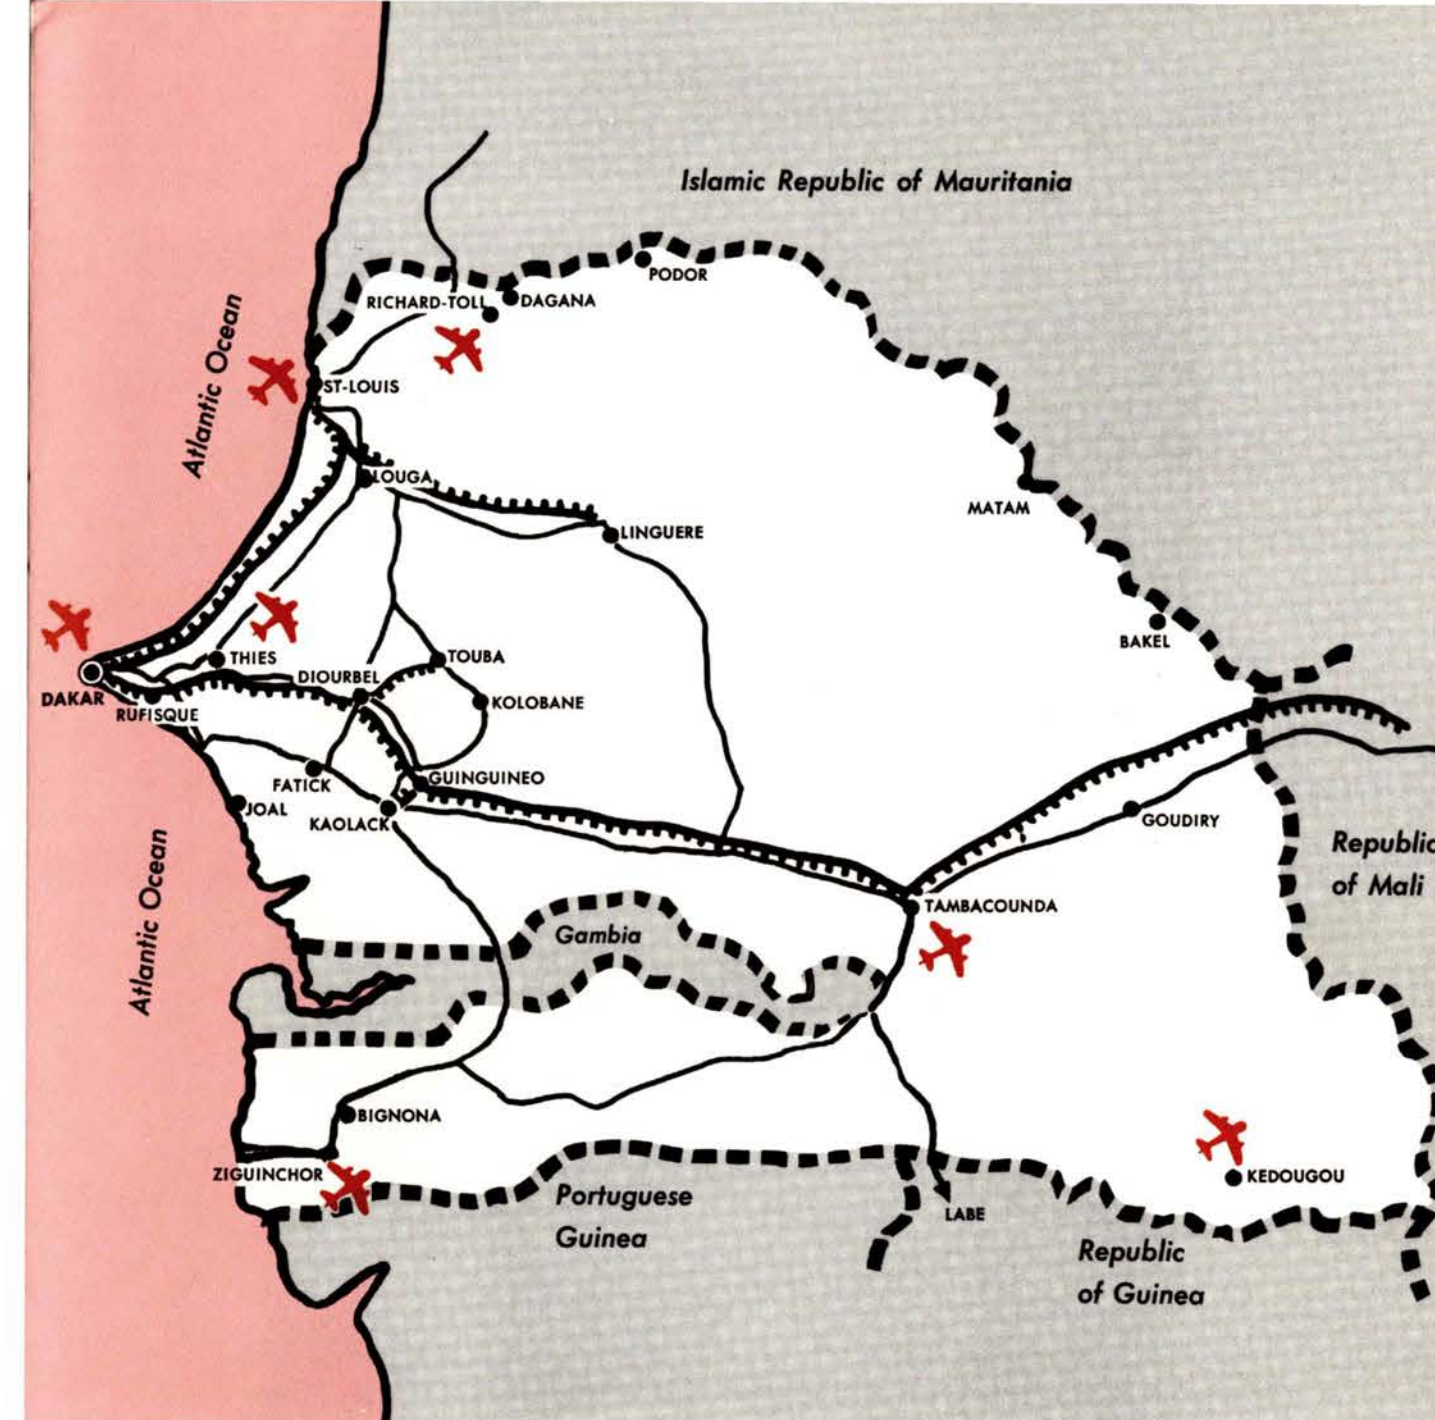 Islamic Republic of Mauritania
PODOR
RICHARD-TOLL
DAGANA
Atlantic Ocean
ST-LOUIS
LOUGA
MATAM
LINGUERE
BAKEL
THIES
TOUBA
DIOURBEL
DAKAR
RUFISQUE
KOLOBANE
FATICK
GUINGUINEO
JOAL
KAOLACK
GOUDIRY
Republic
of Mali
Atlantic Ocean
TAMBACOUNDA
Gambia
BIGNONA
ZIGUINCHOR
KEDOUGOU
Portuguese
Guinea
LABE
Republic
of Guinea